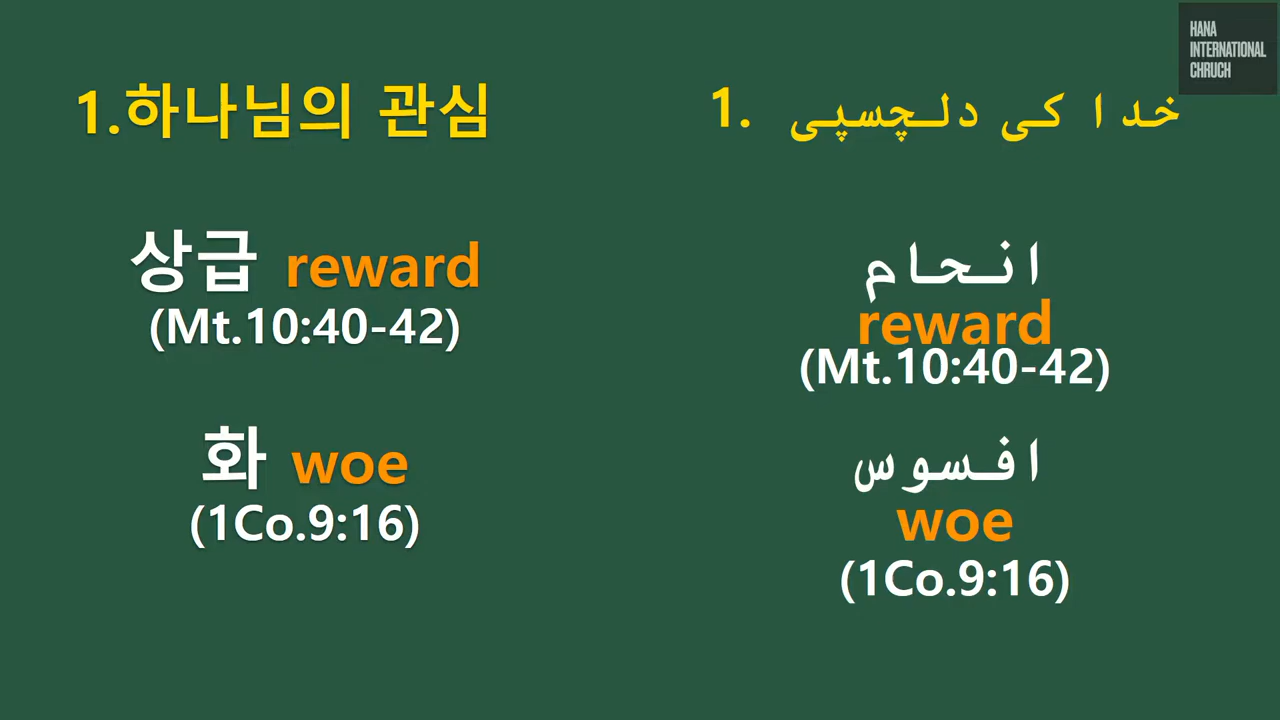 HANA
INTERNATIONAL
CHRUCH
1.하나님의 관심
상급 reward
(Mt.10:40-42)
화 woe
(1Co.9:16)
1. خدا کی دلچسپی
انحام
reward
(Mt.10:40-42)
افسوس
woe
(1Co.9:16)